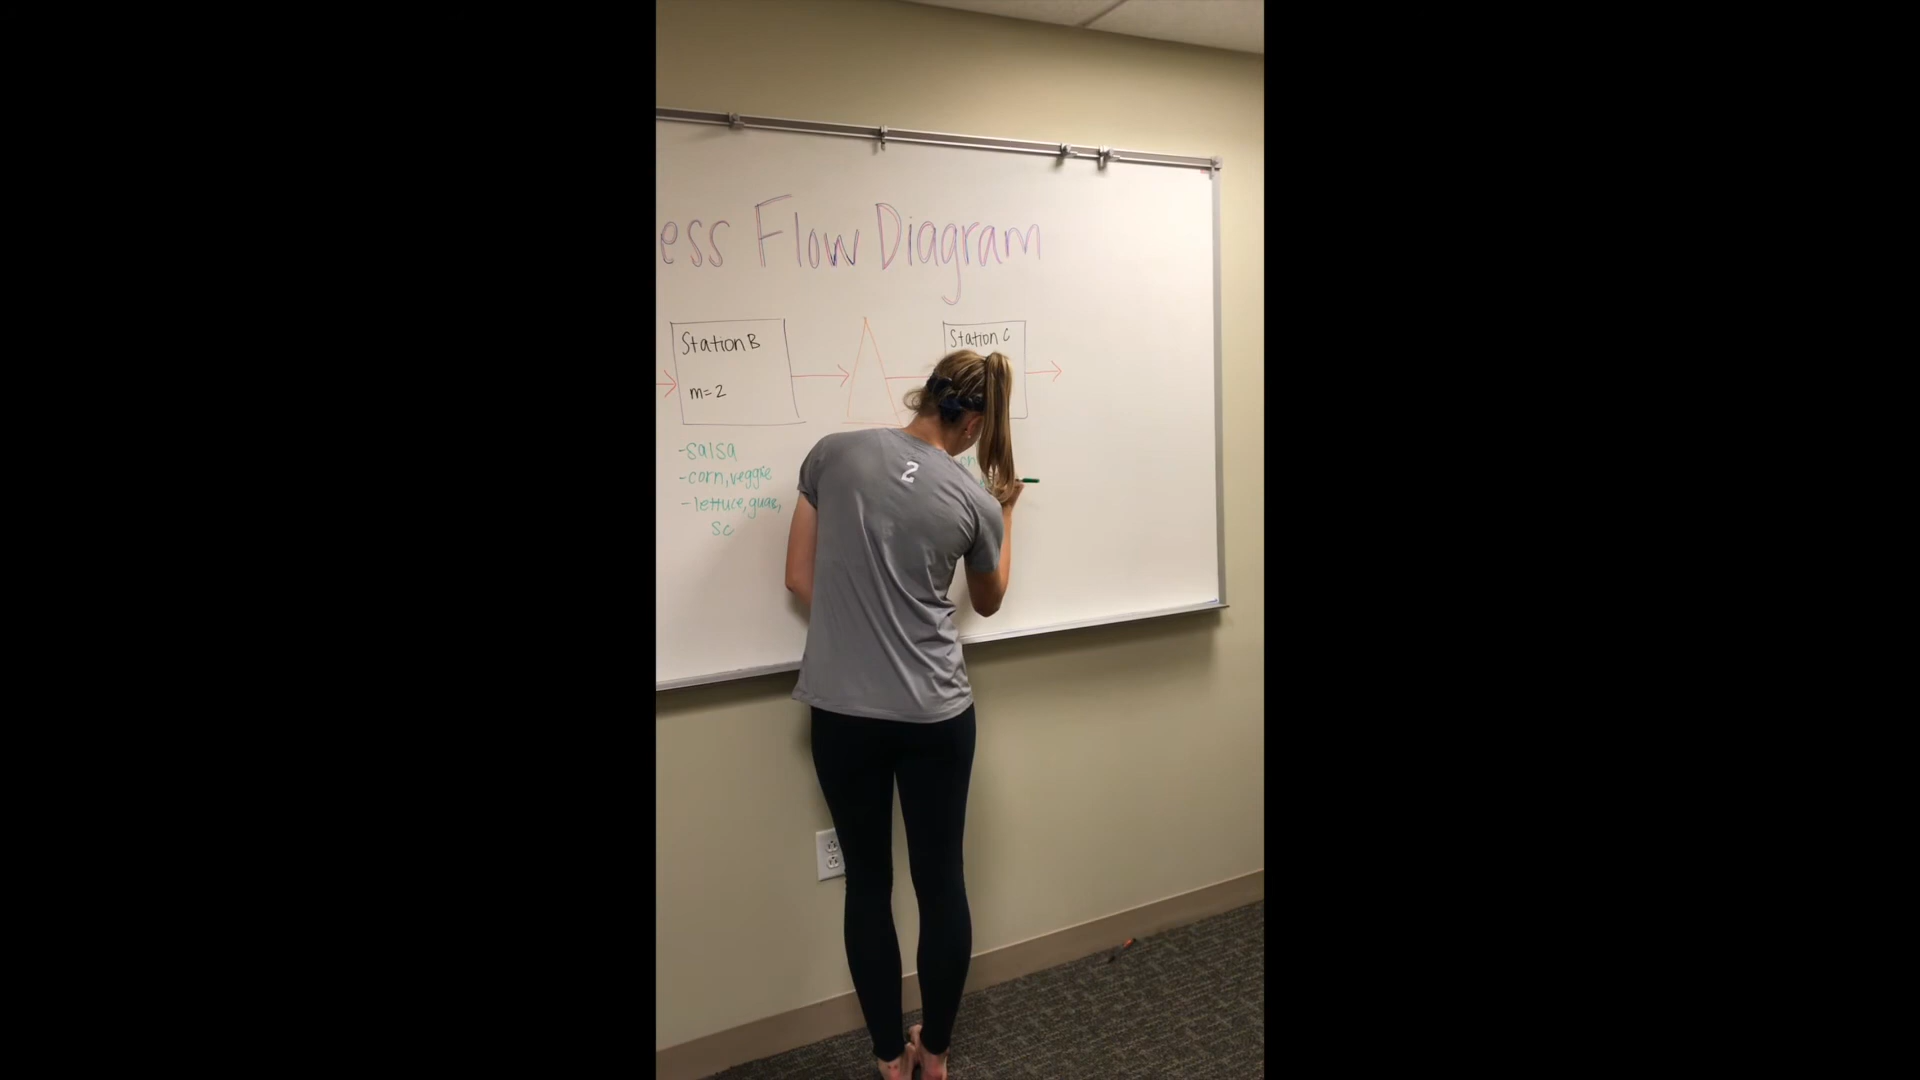 ess Flow Diagram
Station B
m=2
-salsa
-corn, veggie
-lettuce, guac,
sc
Station C
2